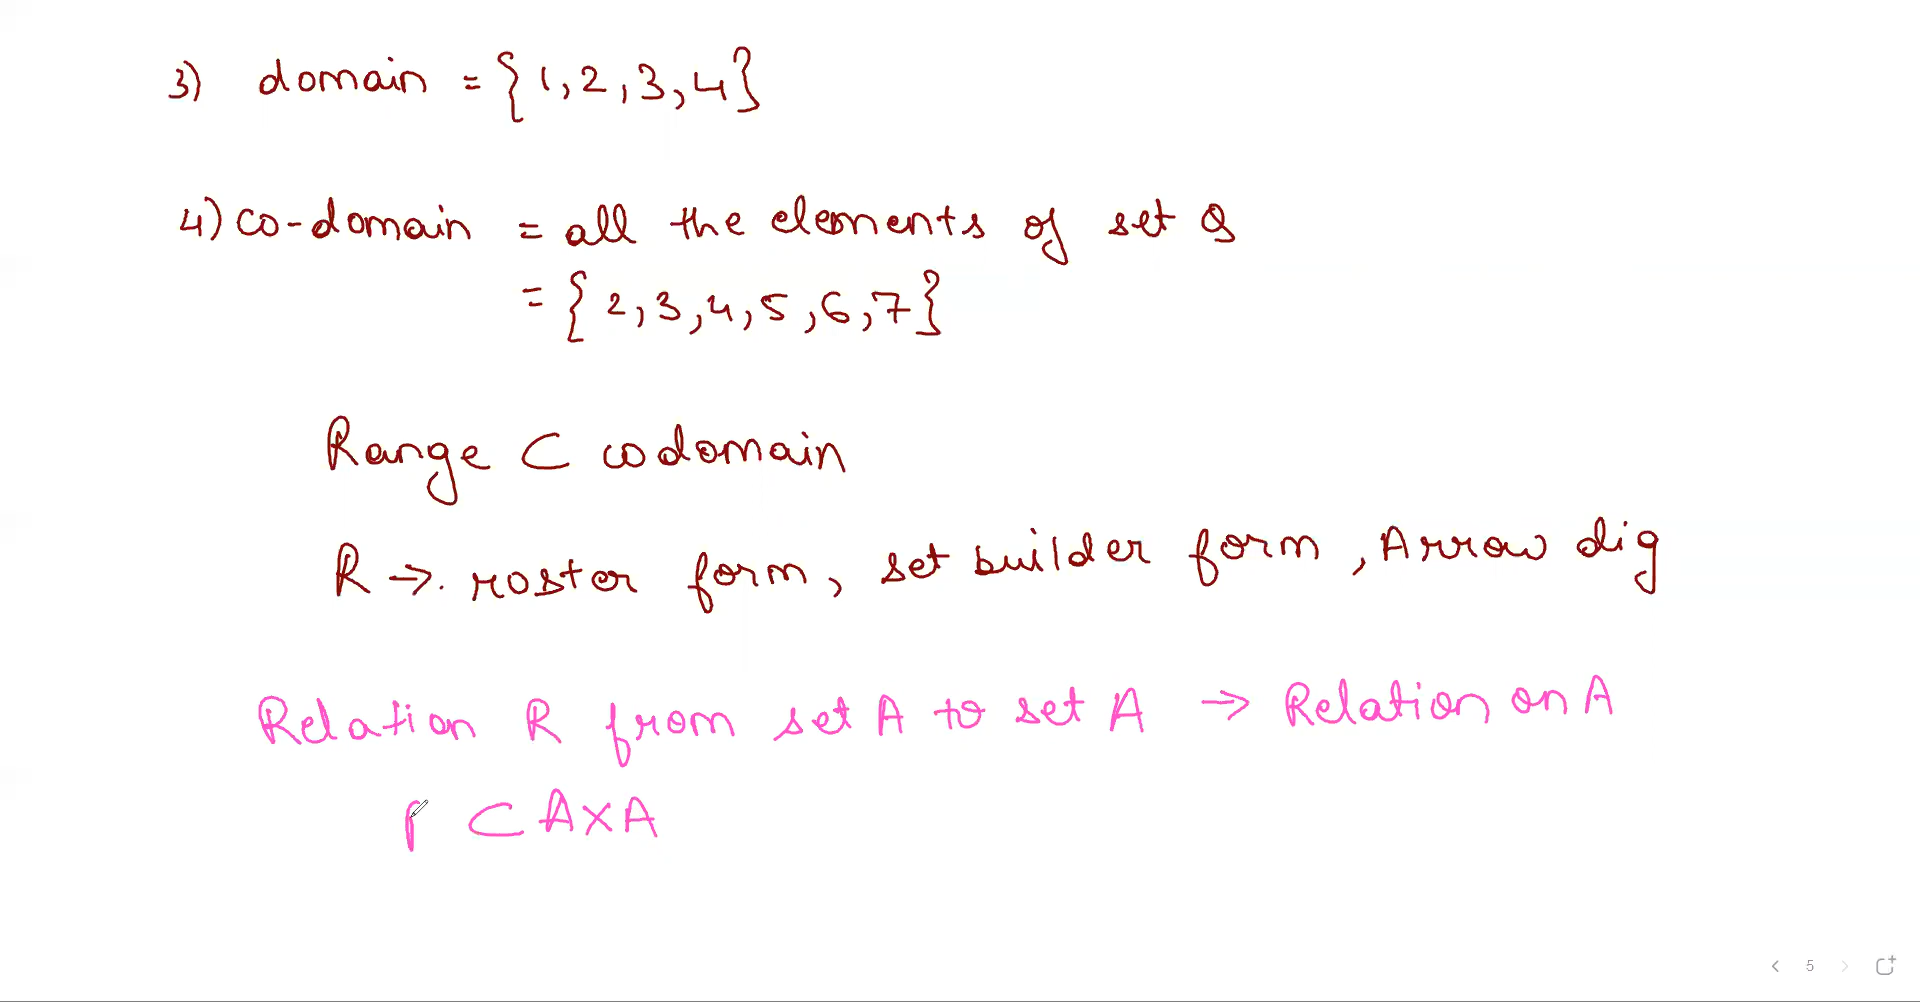 3) domain = {1,2,3,4}
4) co-domain = all the elements of set Q
= {2,3,4,5,6,7}
Range ⊂ codomain
R → roster form, set builder form, Arrow dig
Relation R from set A to set A → Relation on A
⊂ A×A
5